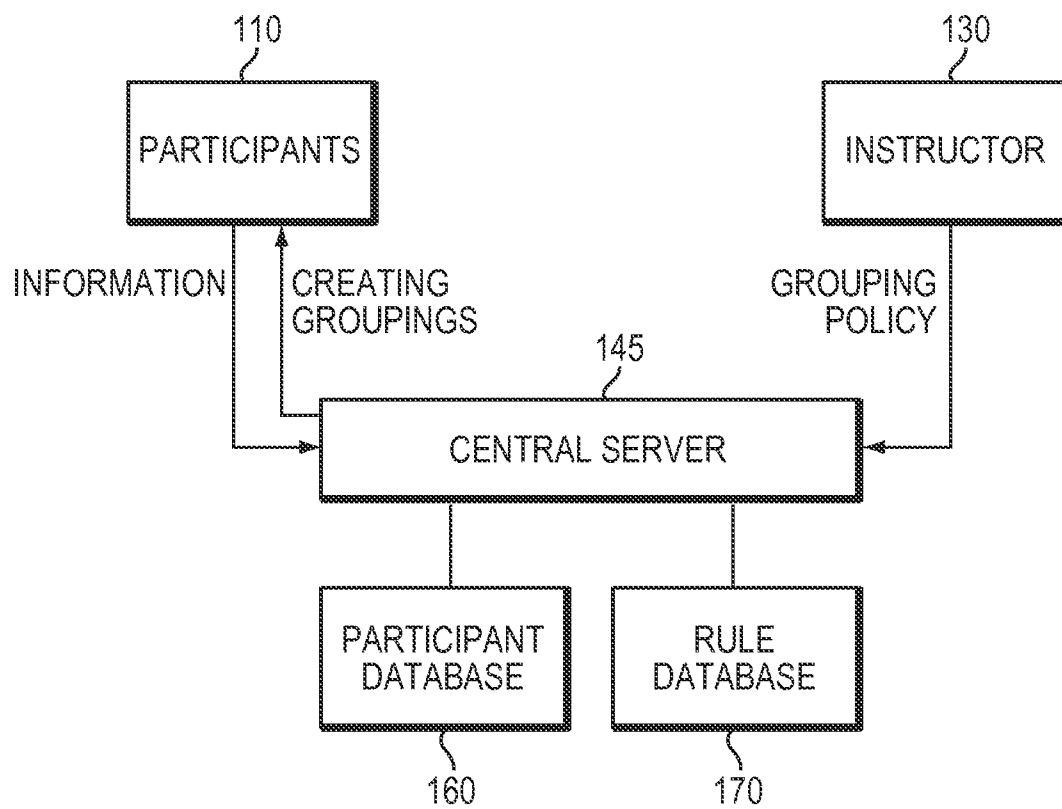 110
130
PARTICIPANTS
INSTRUCTOR
INFORMATION
CREATING
GROUPINGS
GROUPING
POLICY
145
CENTRAL SERVER
PARTICIPANT
DATABASE
RULE
DATABASE
160
170